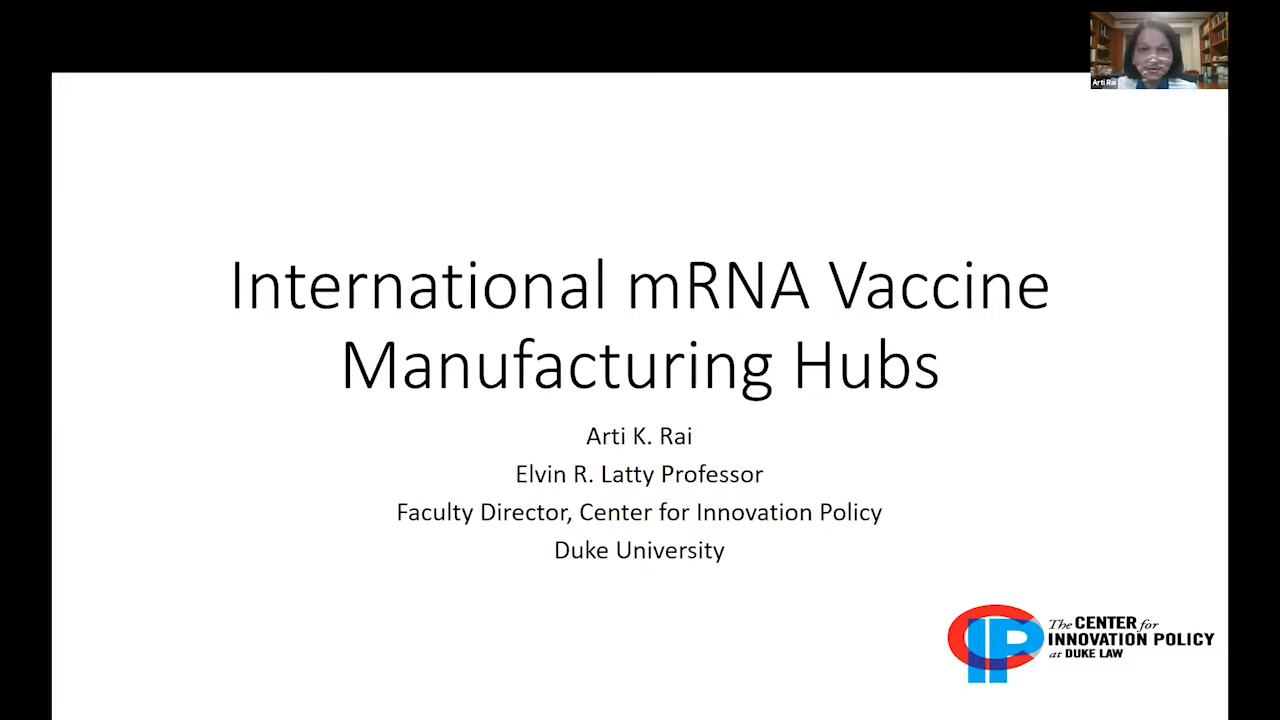 Arti Rai
International mRNA Vaccine
Manufacturing Hubs
Arti K. Rai
Elvin R. Latty Professor
Faculty Director, Center for Innovation Policy
Duke University
CIP
The CENTER for
INNOVATION POLICY
at DUKE LAW